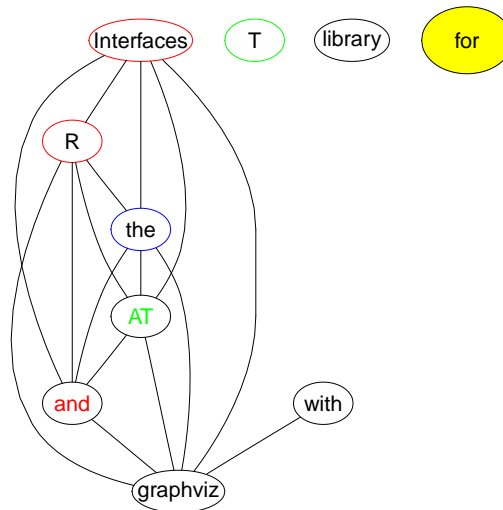 Interfaces T library for
R
the
AT
and with
graphviz